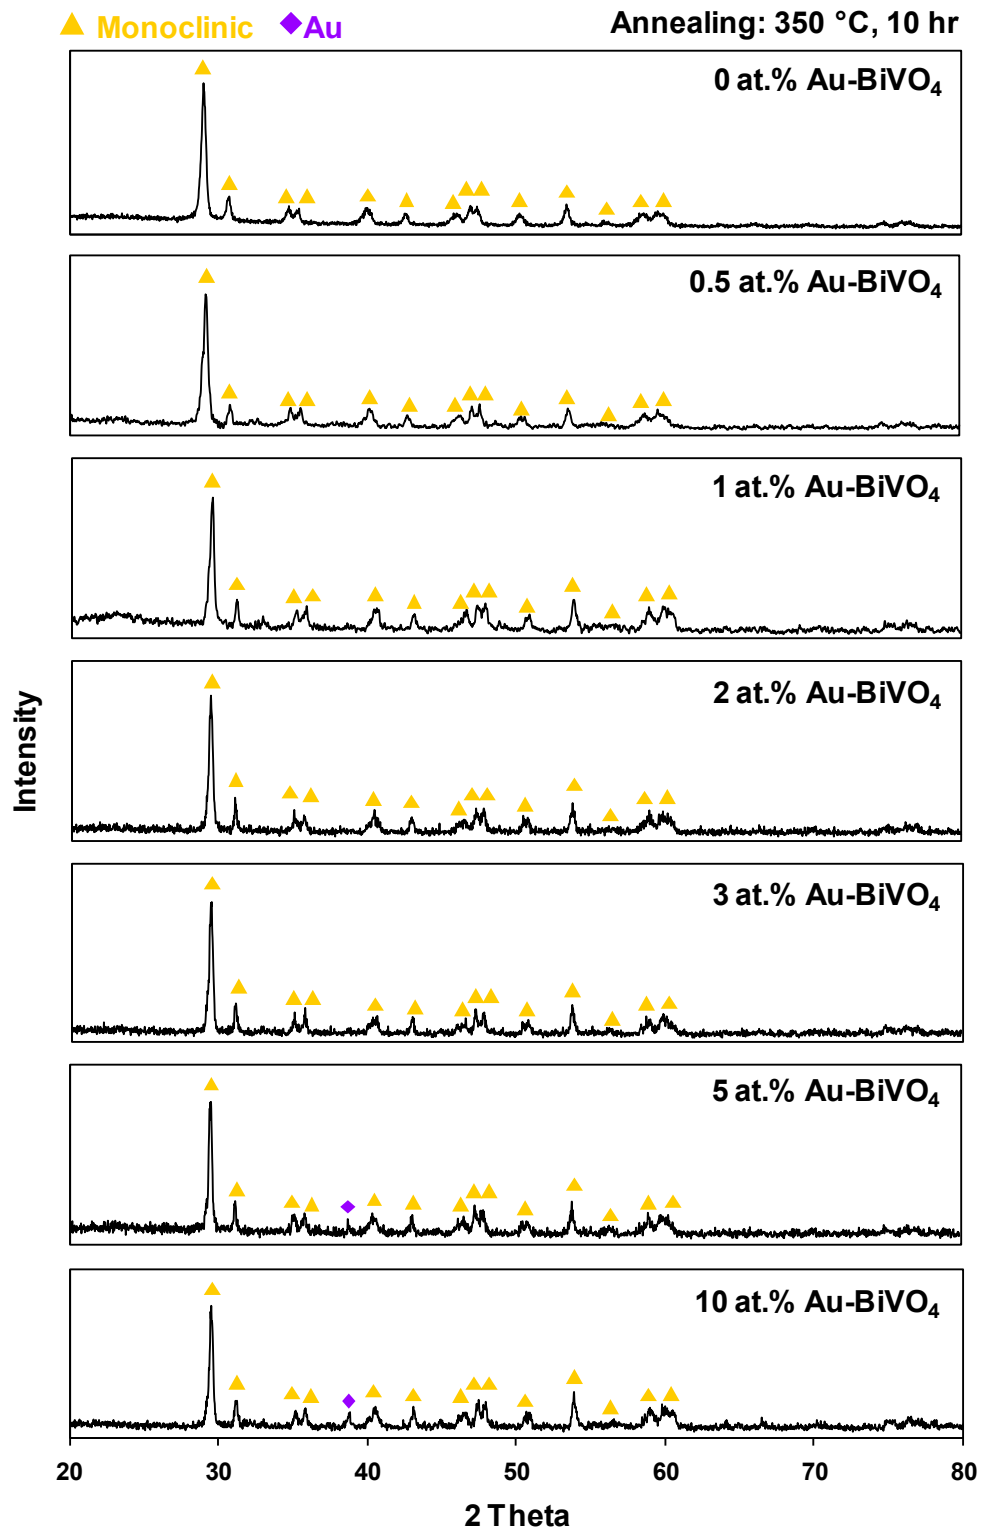 Monoclinic Au Annealing: 350 °C, 10 hr
0 at.% Au-BiVO₄
0.5 at.% Au-BiVO₄
1 at.% Au-BiVO₄
2 at.% Au-BiVO₄
Intensity
3 at.% Au-BiVO₄
5 at.% Au-BiVO₄
10 at.% Au-BiVO₄
20 30 40 50 60 70 80
2 Theta